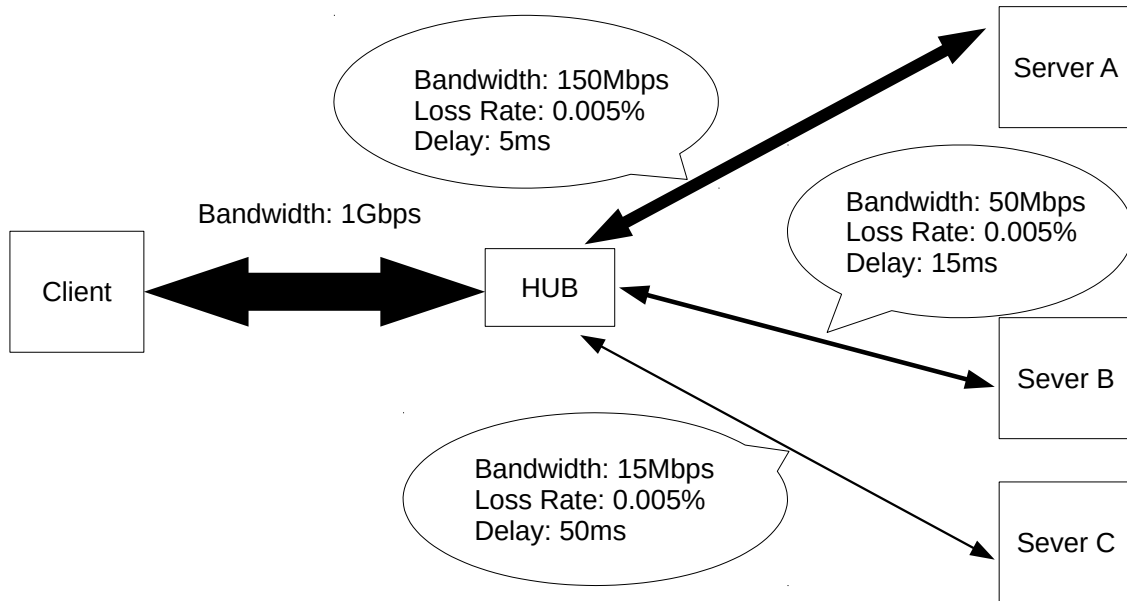 Bandwidth: 150Mbps
Loss Rate: 0.005%
Delay: 5ms
Server A
Bandwidth: 1Gbps
Bandwidth: 50Mbps
Loss Rate: 0.005%
Delay: 15ms
Client
HUB
Sever B
Bandwidth: 15Mbps
Loss Rate: 0.005%
Delay: 50ms
Sever C